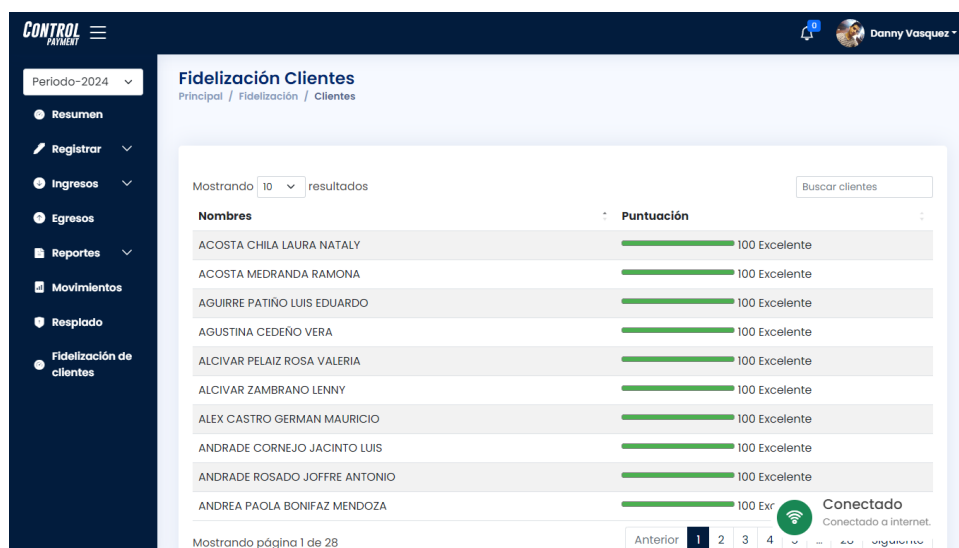 CONTROL
PAYMENT
0
Danny Vasquez
Periodo-2024
Resumen
Registrar
Ingresos
Egresos
Reportes
Movimientos
Resplado
Fidelización de
clientes
Fidelización Clientes
Principal / Fidelización / Clientes
Mostrando 10 resultados
Buscar clientes
Nombres Puntuación
ACOSTA CHILA LAURA NATALY 100 Excelente
ACOSTA MEDRANDA RAMONA 100 Excelente
AGUIRRE PATIÑO LUIS EDUARDO 100 Excelente
AGUSTINA CEDEÑO VERA 100 Excelente
ALCIVAR PELAIZ ROSA VALERIA 100 Excelente
ALCIVAR ZAMBRANO LENNY 100 Excelente
ALEX CASTRO GERMAN MAURICIO 100 Excelente
ANDRADE CORNEJO JACINTO LUIS 100 Excelente
ANDRADE ROSADO JOFFRE ANTONIO 100 Excelente
ANDREA PAOLA BONIFAZ MENDOZA 100 Exc
Conectado
Conectado a internet.
Mostrando página 1 de 28
Anterior 1 2 3 4